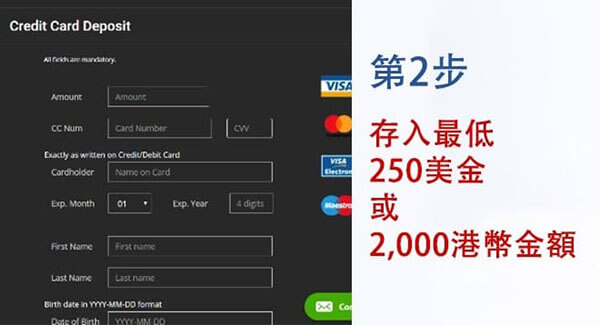 Credit Card Deposit
All fields are mandatory.
Amount Amount
CC Num Card Number CVV
Exactly as written on Credit/Debit Card
Cardholder Name on Card
Exp. Month 01 Exp. Year 4 digits
First Name First name
Last Name Last name
Birth date in YYYY-MM-DD format
Date of Birth YYYY-MM-DD
VISA
VISA
Electron
Maestro
第2步
存入最低
250美金
或
2,000港幣金額